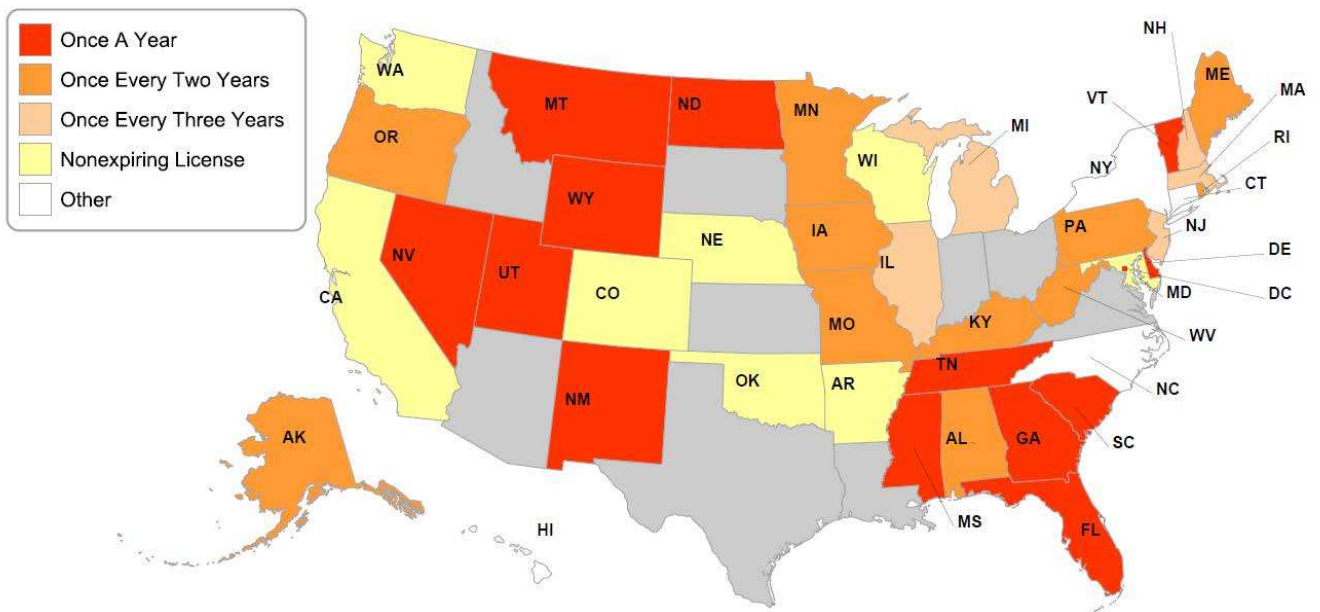 Once A Year
Once Every Two Years
Once Every Three Years
Nonexpiring License
Other
NH
ME
WA
MA
VT
MT
ND
MN
MI
RI
OR
WI
NY
CT
WY
PA
NJ
NE
IA
NV
IL
DE
UT
CO
CA
MD
DC
MO
KY
WV
TN
OK
AR
NC
NM
AK
AL
GA
SC
MS
HI
FL